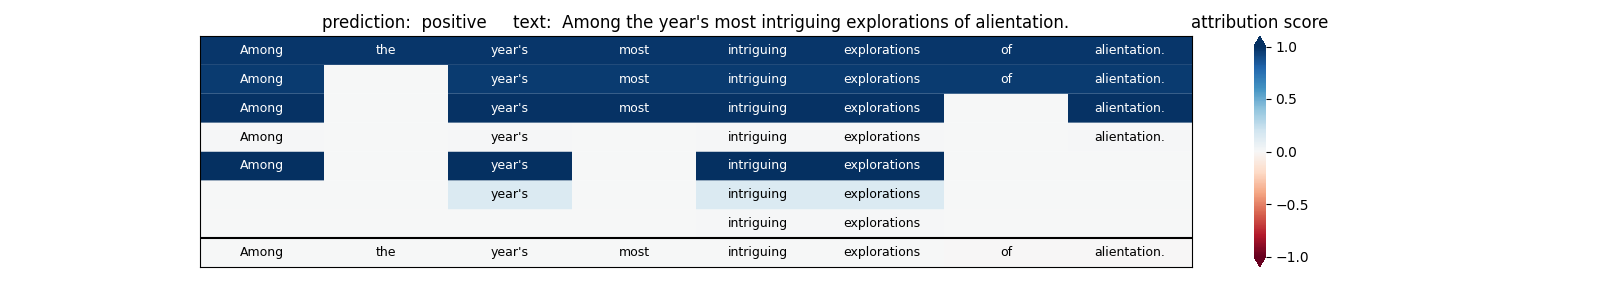 prediction:  positive     text:  Among the year's most intriguing explorations of alientation.
attribution score
Among the year's most intriguing explorations of alientation.
Among year's most intriguing explorations of alientation.
Among year's most intriguing explorations alientation.
Among year's intriguing explorations alientation.
Among year's intriguing explorations
year's intriguing explorations
intriguing explorations
Among the year's most intriguing explorations of alientation.
1.0
0.5
0.0
−0.5
−1.0